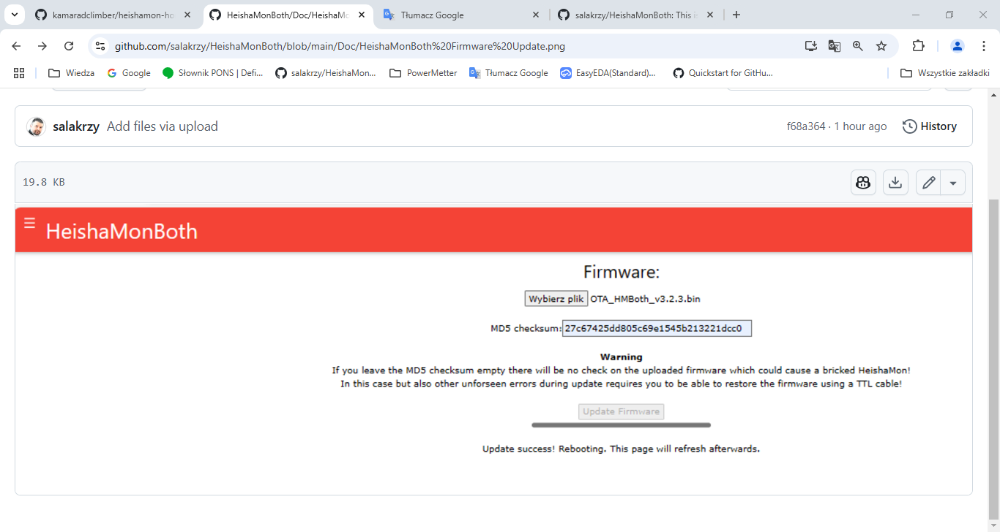 kamaradclimber/heishamon-ho
HeishaMonBoth/Doc/HeishaMo
Tłumacz Google
salakrzy/HeishaMonBoth: This is
github.com/salakrzy/HeishaMonBoth/blob/main/Doc/HeishaMonBoth%20Firmware%20Update.png
Wiedza
Google
Słownik PONS | Defi...
salakrzy/HeishaMon...
PowerMetter
Tłumacz Google
EasyEDA(Standard)...
Quickstart for GitHu...
Wszystkie zakładki
salakrzy Add files via upload
f68a364 · 1 hour ago
History
19.8 KB
HeishaMonBoth
Firmware:
Wybierz plik OTA_HMBoth_v3.2.3.bin
MD5 checksum: 27c67425dd805c69e1545b213221dcc0
Warning
If you leave the MD5 checksum empty there will be no check on the uploaded firmware which could cause a bricked HeishaMon!
In this case but also other unforseen errors during update requires you to be able to restore the firmware using a TTL cable!
Update Firmware
Update success! Rebooting. This page will refresh afterwards.